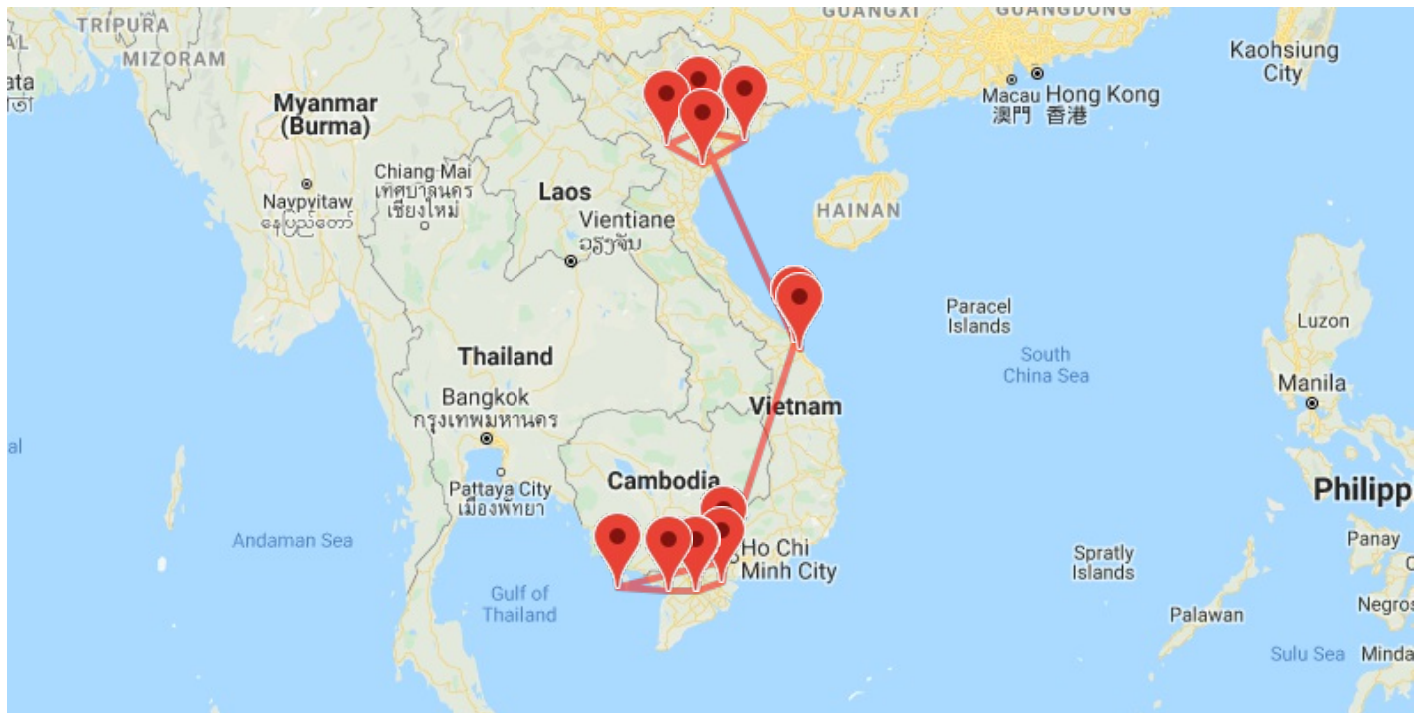 TRIPURA
MIZORAM
GUANGXI
GUANGDONG
Kaohsiung
City
Macau
澳門
Hong Kong
香港
Myanmar
(Burma)
Chiang Mai
เชียงใหม่
Naypyitaw
နေပြည်တော်
Laos
Vientiane
ວຽງຈັນ
HAINAN
Paracel
Islands
Luzon
South
China Sea
Manila
Thailand
Bangkok
กรุงเทพมหานคร
Vietnam
Cambodia
Pattaya City
เมืองพัทยา
Philipp
Andaman Sea
Gulf of
Thailand
Ho Chi
Minh City
Spratly
Islands
Panay
Palawan
Negros
Sulu Sea
Minda